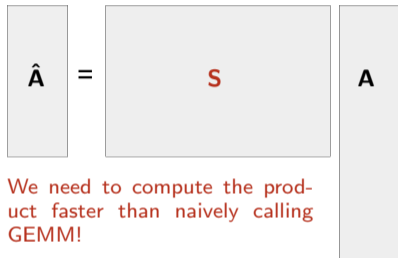 Â = S A
We need to compute the prod-
uct faster than naively calling
GEMM!